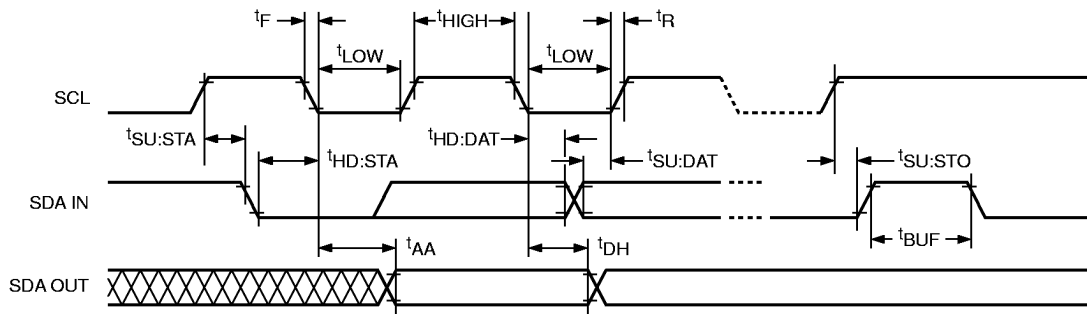 tF tHIGH tR
tLOW tLOW
SCL
tSU:STA tHD:STA tHD:DAT tSU:DAT tSU:STO
SDA IN
tAA tDH tBUF
SDA OUT